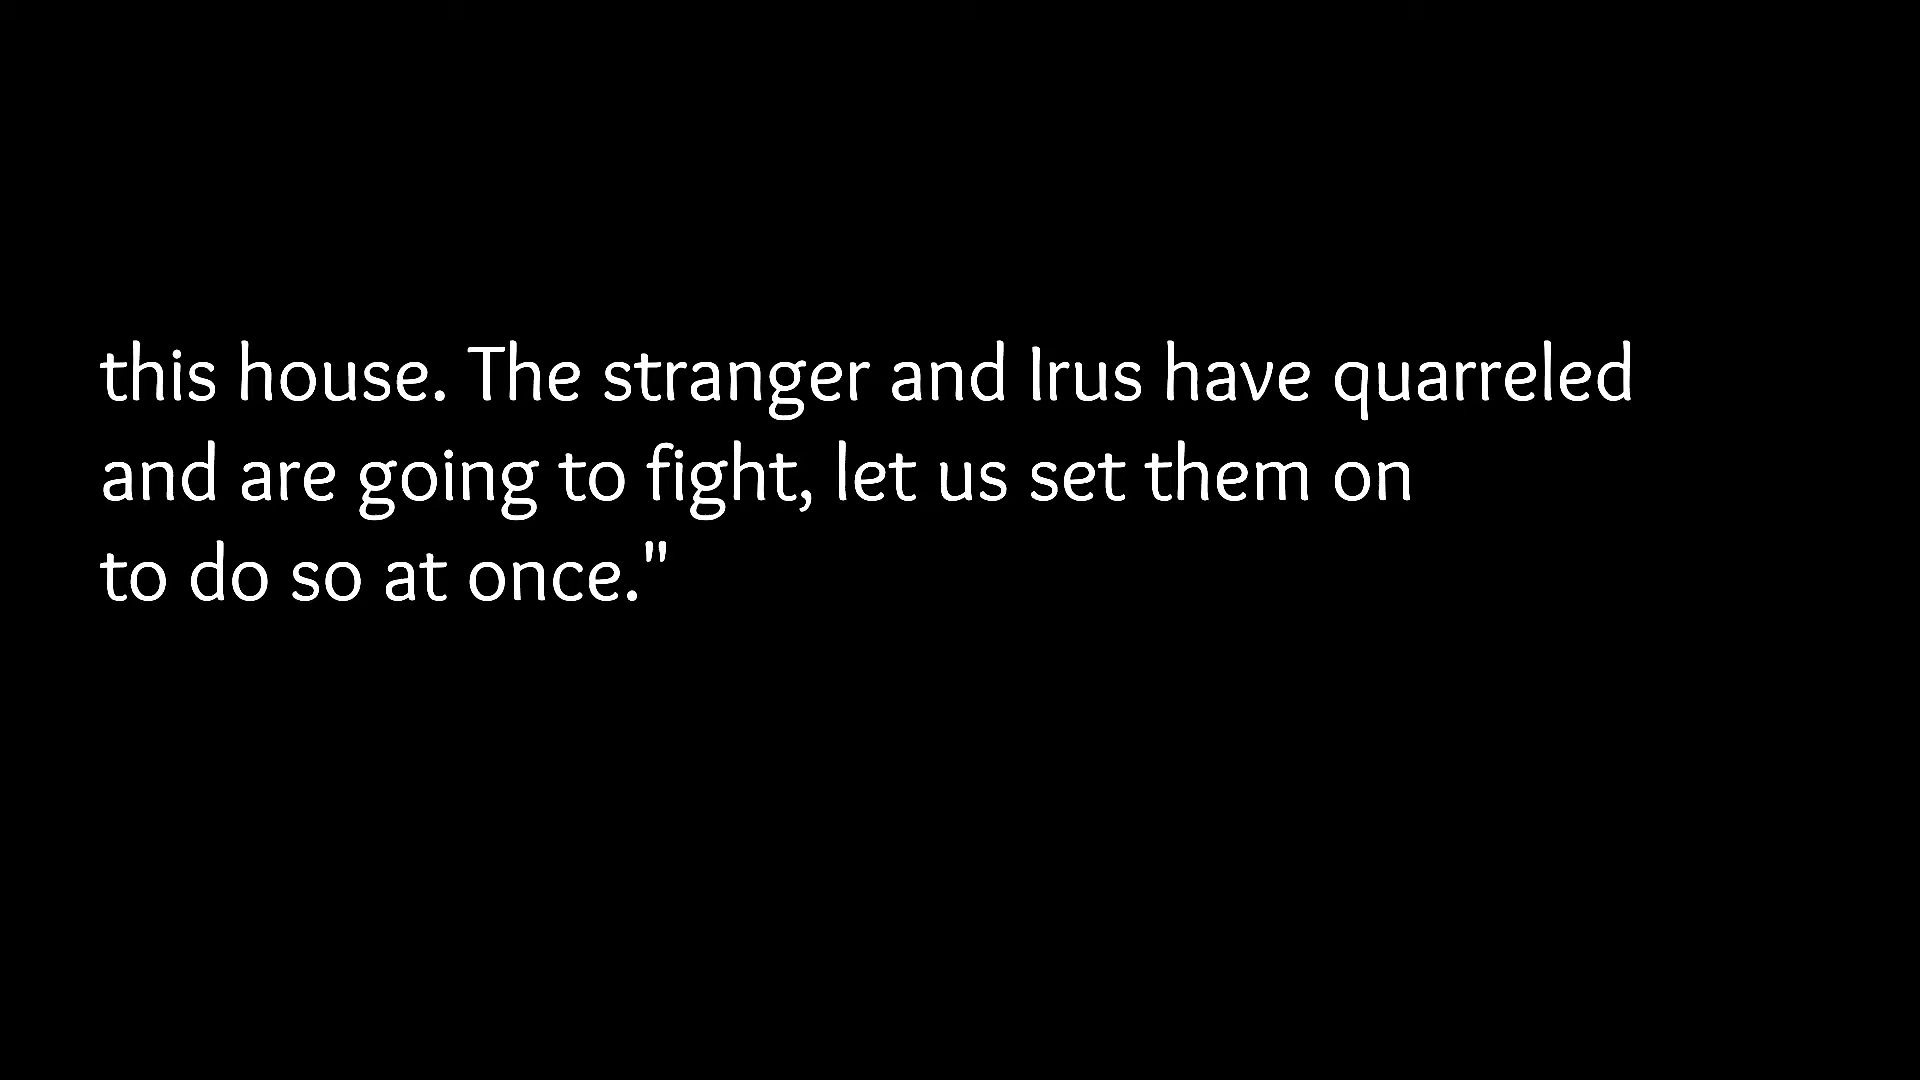 this house. The stranger and Irus have quarreled
and are going to fight, let us set them on
to do so at once."